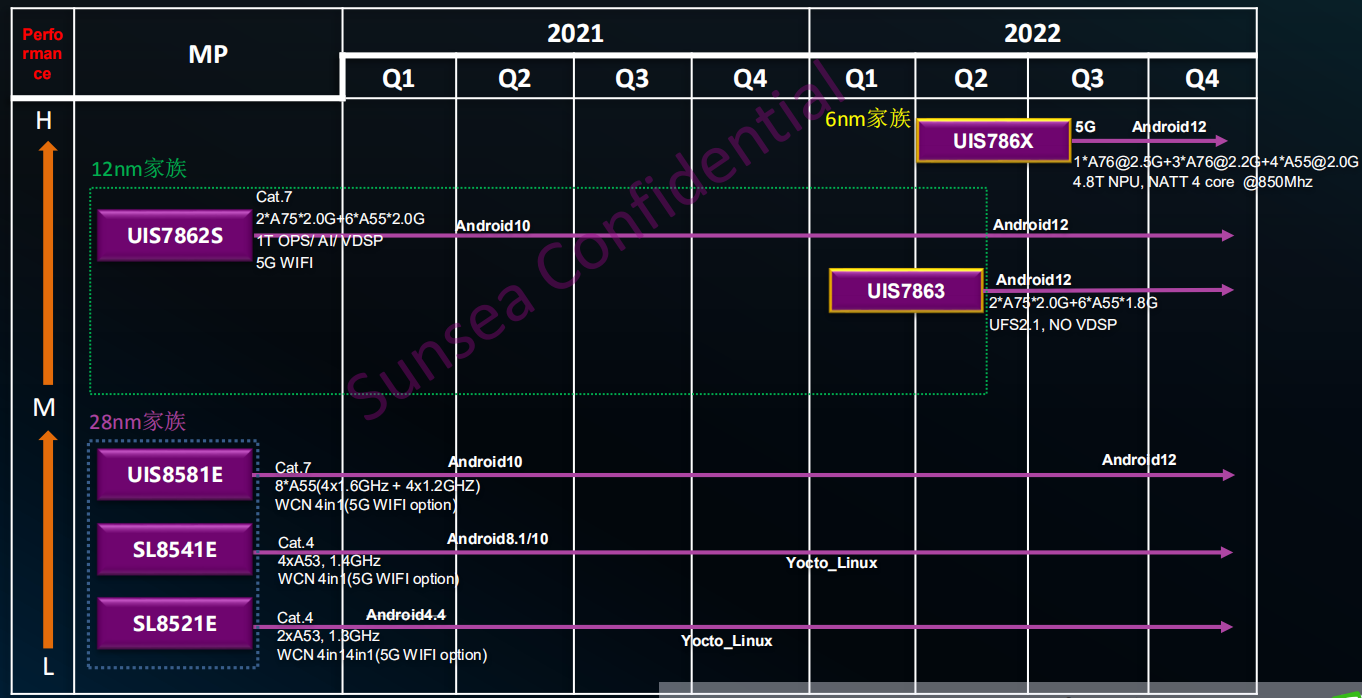 Perfo
rman
ce
MP
2021
2022
Q1
Q2
Q3
Q4
Q1
Q2
Q3
Q4
H
6nm家族
UIS786X
5G
Android12
1*A76@2.5G+3*A76@2.2G+4*A55@2.0G
4.8T NPU, NATT 4 core @850Mhz
12nm家族
UIS7862S
Cat.7
2*A75*2.0G+6*A55*2.0G
1T OPS/ AI/ VDSP
5G WIFI
Android10
Android12
UIS7863
Android12
2*A75*2.0G+6*A55*1.8G
UFS2.1, NO VDSP
Sunsea Confidential
M
28nm家族
UIS8581E
Cat.7
8*A55(4x1.6GHz + 4x1.2GHZ)
WCN 4in1(5G WIFI option)
Android10
Android12
SL8541E
Cat.4
4xA53, 1.4GHz
WCN 4in1(5G WIFI option)
Android8.1/10
Yocto_Linux
SL8521E
Cat.4
2xA53, 1.3GHz
WCN 4in14in1(5G WIFI option)
Android4.4
Yocto_Linux
L